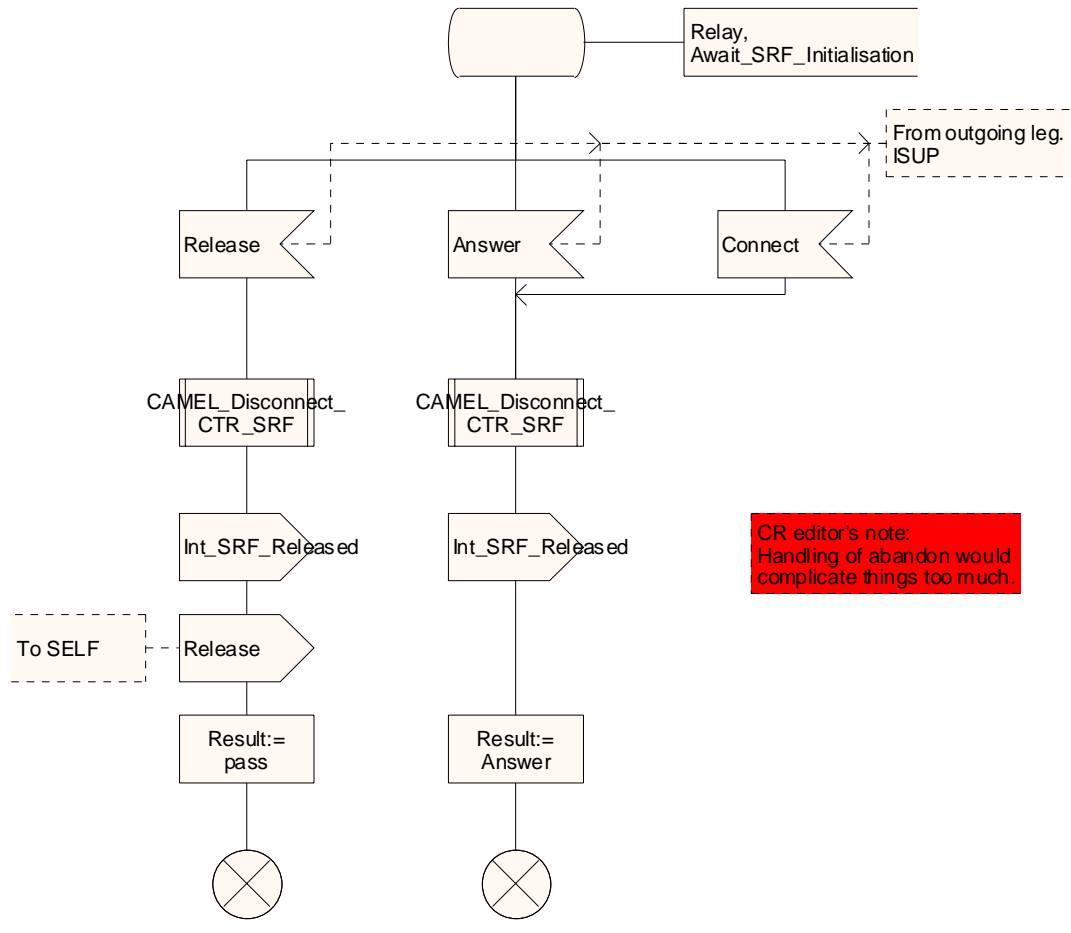 Relay,
Await_SRF_Initialisation
From outgoing leg.
ISUP
Release
Answer
Connect
CAMEL_Disconnect_
CTR_SRF
CAMEL_Disconnect_
CTR_SRF
Int_SRF_Released
Int_SRF_Released
CR editor's note:
Handling of abandon would
complicate things too much.
To SELF
Release
Result:=
pass
Result:=
Answer